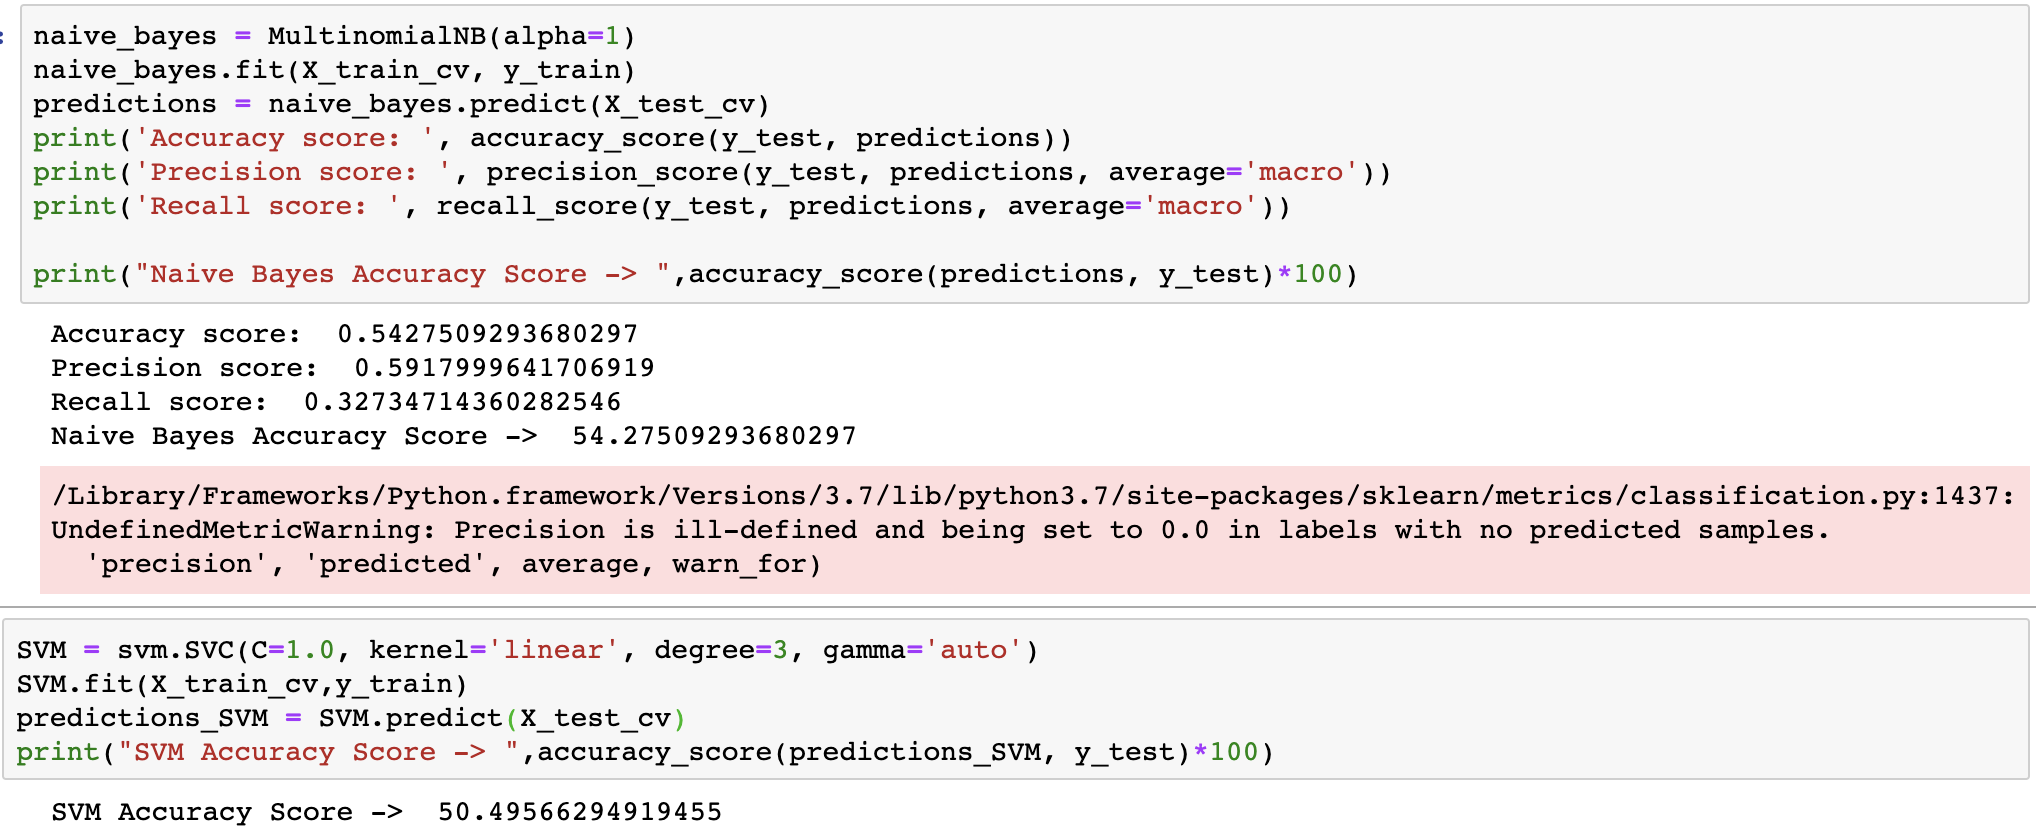 :
naive_bayes = MultinomialNB(alpha=1)
naive_bayes.fit(X_train_cv, y_train)
predictions = naive_bayes.predict(X_test_cv)
print('Accuracy score: ', accuracy_score(y_test, predictions))
print('Precision score: ', precision_score(y_test, predictions, average='macro'))
print('Recall score: ', recall_score(y_test, predictions, average='macro'))
print("Naive Bayes Accuracy Score -> ",accuracy_score(predictions, y_test)*100)
Accuracy score:  0.5427509293680297
Precision score:  0.5917999641706919
Recall score:  0.32734714360282546
Naive Bayes Accuracy Score ->  54.27509293680297
/Library/Frameworks/Python.framework/Versions/3.7/lib/python3.7/site-packages/sklearn/metrics/classification.py:1437:
UndefinedMetricWarning: Precision is ill-defined and being set to 0.0 in labels with no predicted samples.
  'precision', 'predicted', average, warn_for)
SVM = svm.SVC(C=1.0, kernel='linear', degree=3, gamma='auto')
SVM.fit(X_train_cv,y_train)
predictions_SVM = SVM.predict(X_test_cv)
print("SVM Accuracy Score -> ",accuracy_score(predictions_SVM, y_test)*100)
SVM Accuracy Score ->  50.49566294919455